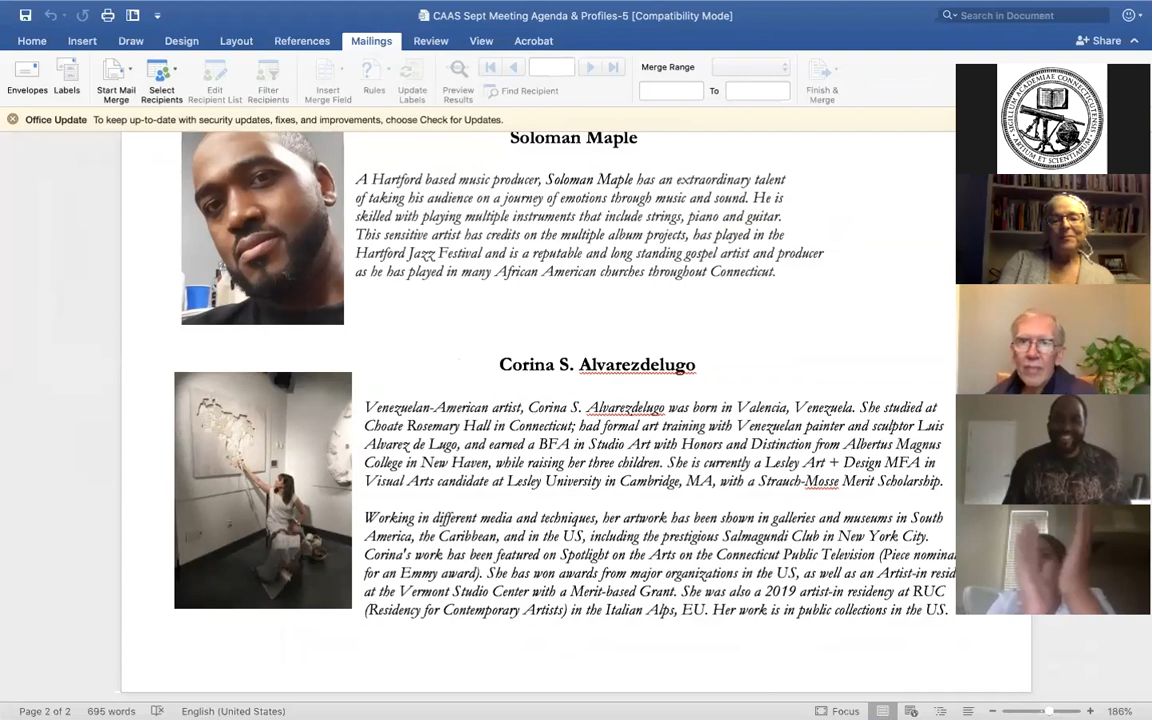 CAAS Sept Meeting Agenda & Profiles-5 [Compatibility Mode]
Search in Document
Home Insert Draw Design Layout References Mailings Review View Acrobat
Share
Envelopes
Labels
Start Mail Merge
Select Recipients
Edit Recipient List
Filter Recipients
Insert Merge Field
Rules
Update Labels
Preview Results
Find Recipient
Merge Range
To
Finish & Merge
Office Update To keep up-to-date with security updates, fixes, and improvements, choose Check for Updates.
SIGILLUM ACADEMIAE CONNECTICUTENSIS
ARTIUM ET SCIENTIARUM
Soloman Maple
A Hartford based music producer, Soloman Maple has an extraordinary talent
of taking his audience on a journey of emotions through music and sound. He is
skilled with playing multiple instruments that include strings, piano and guitar.
This sensitive artist has credits on the multiple album projects, has played in the
Hartford Jazz Festival and is a reputable and long standing gospel artist and producer
as he has played in many African American churches throughout Connecticut.
Corina S. Alvarezdelugo
Venezuelan-American artist, Corina S. Alvarezdelugo was born in Valencia, Venezuela. She studied at
Choate Rosemary Hall in Connecticut; had formal art training with Venezuelan painter and sculptor Luis
Alvarez de Lugo, and earned a BFA in Studio Art with Honors and Distinction from Albertus Magnus
College in New Haven, while raising her three children. She is currently a Lesley Art + Design MFA in
Visual Arts candidate at Lesley University in Cambridge, MA, with a Strauch-Mosse Merit Scholarship.
Working in different media and techniques, her artwork has been shown in galleries and museums in South
America, the Caribbean, and in the US, including the prestigious Salmagundi Club in New York City.
Corina's work has been featured on Spotlight on the Arts on the Connecticut Public Television (Piece nomina
for an Emmy award). She has won awards from major organizations in the US, as well as an Artist-in resid
at the Vermont Studio Center with a Merit-based Grant. She was also a 2019 artist-in residency at RUC
(Residency for Contemporary Artists) in the Italian Alps, EU. Her work is in public collections in the US.
Page 2 of 2 695 words English (United States) Focus 186%